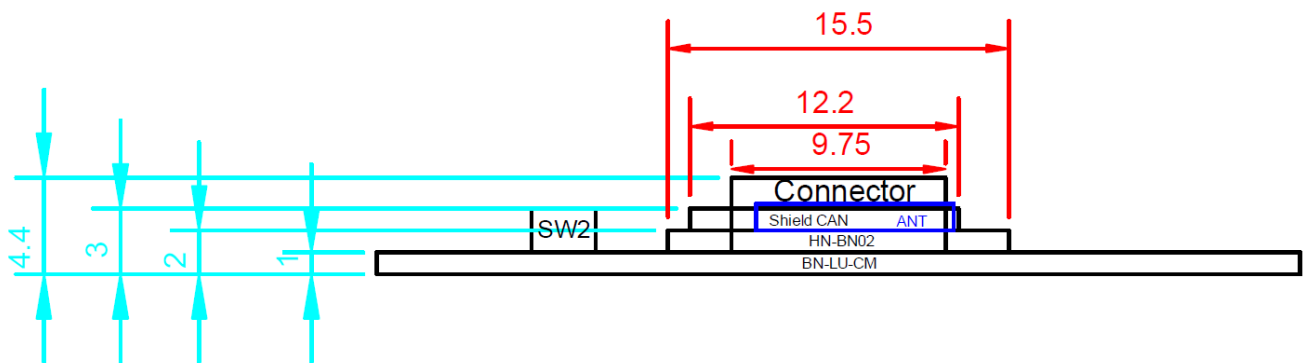 15.5
12.2
9.75
Connector
Shield CAN ANT
SW2
HN-BN02
BN-LU-CM
4.4
3
2
1